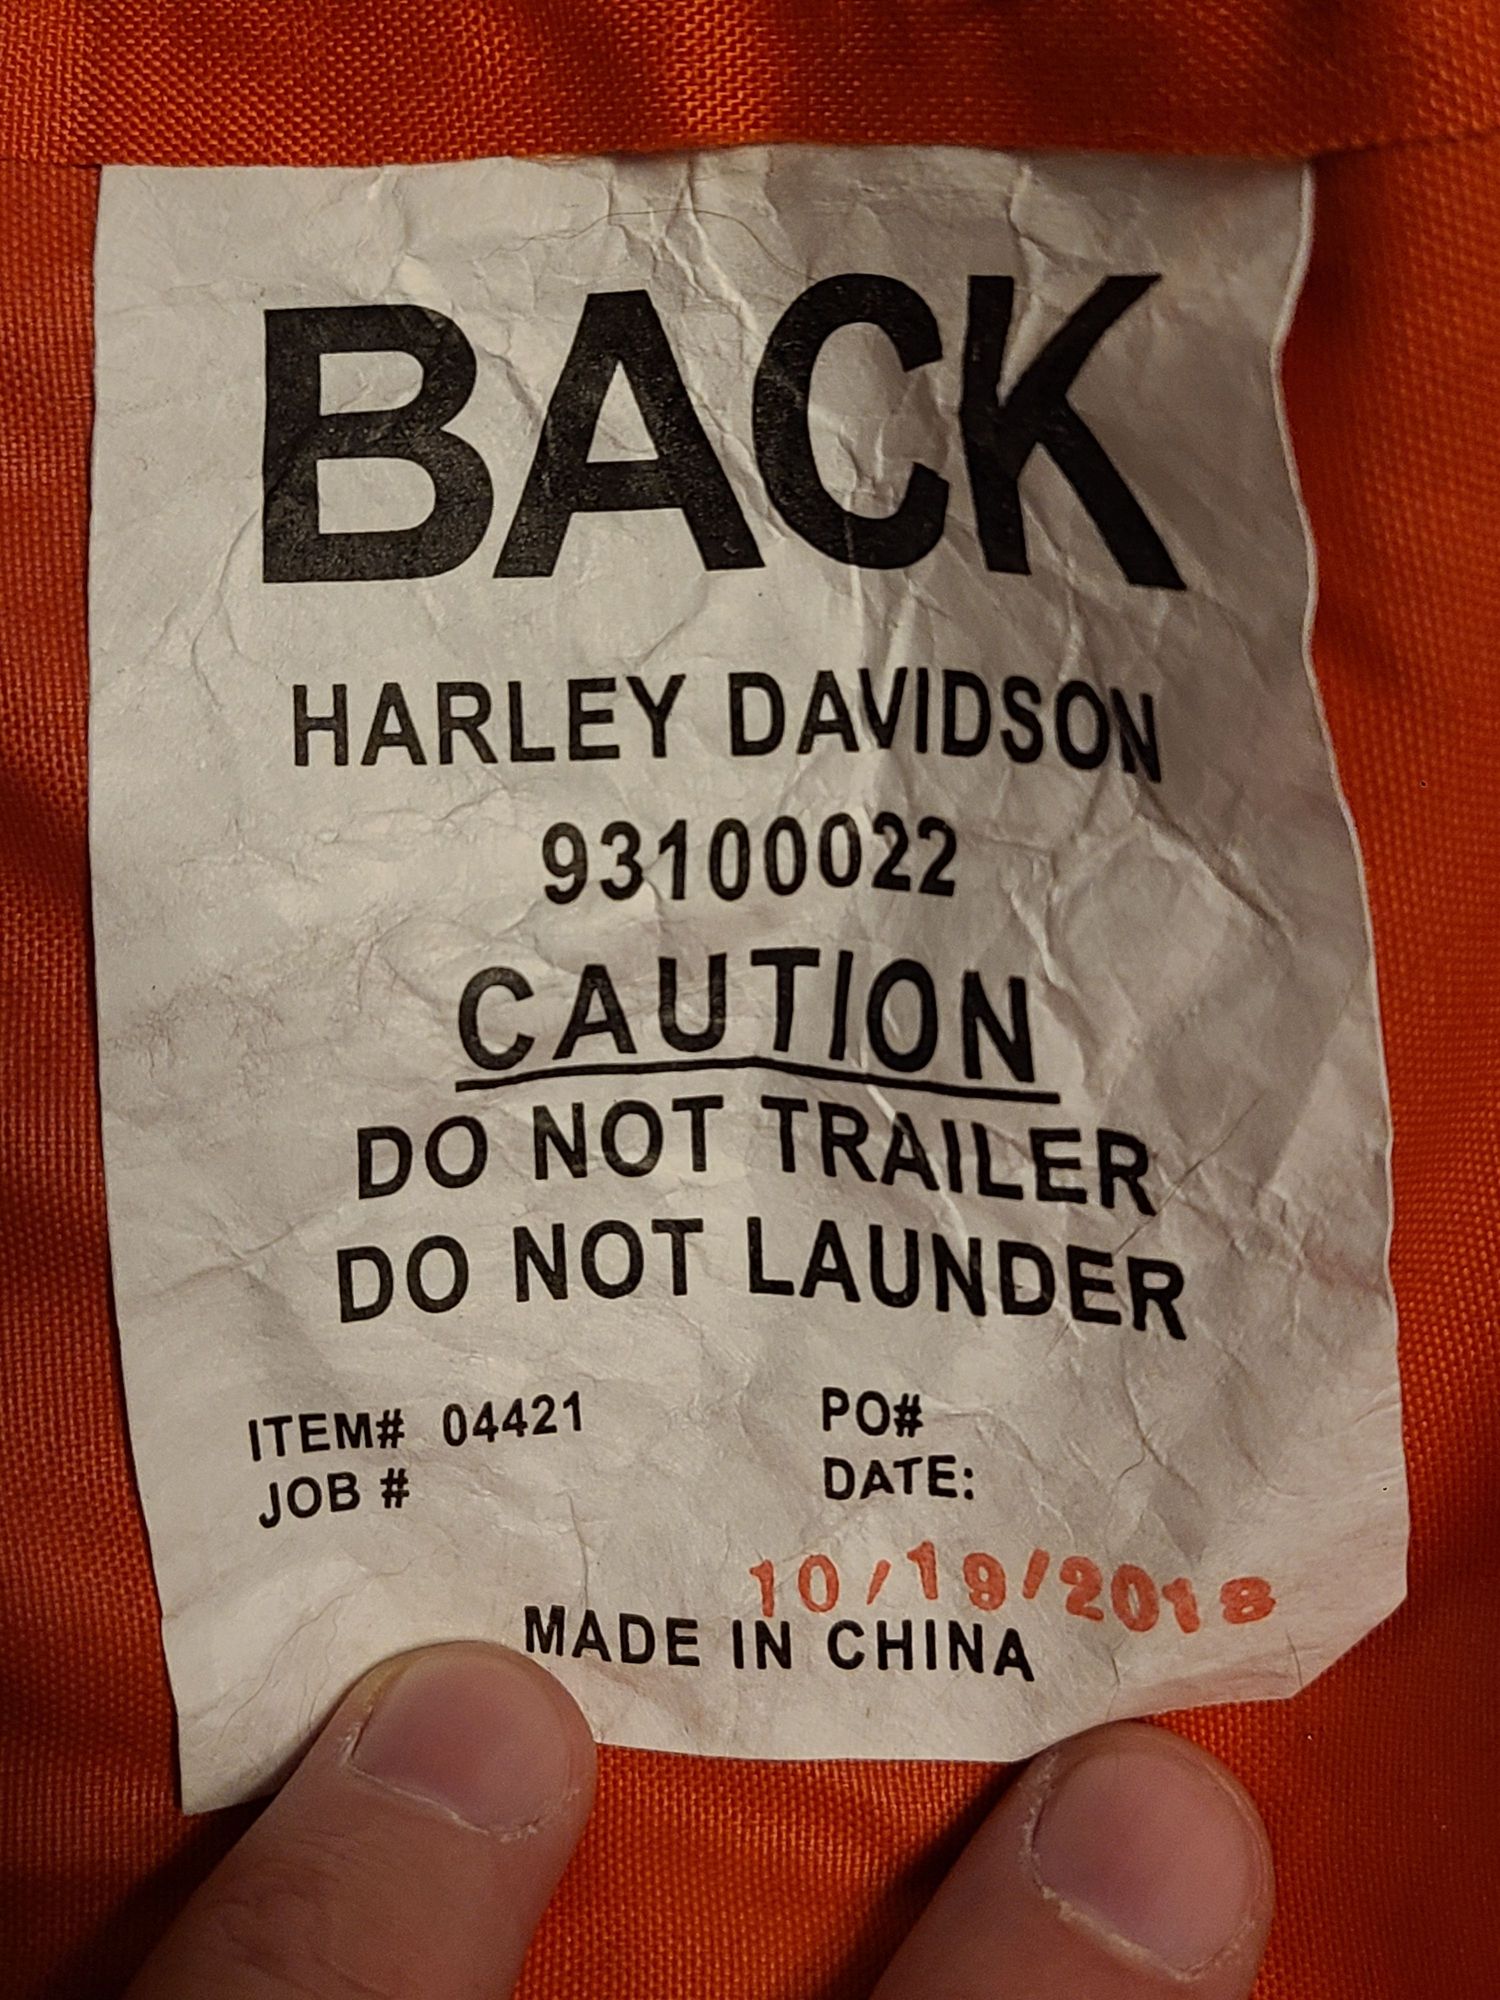 BACK
HARLEY DAVIDSON
93100022
CAUTION
DO NOT TRAILER
DO NOT LAUNDER
ITEM# 04421 PO#
JOB # DATE:
10/19/2018
MADE IN CHINA